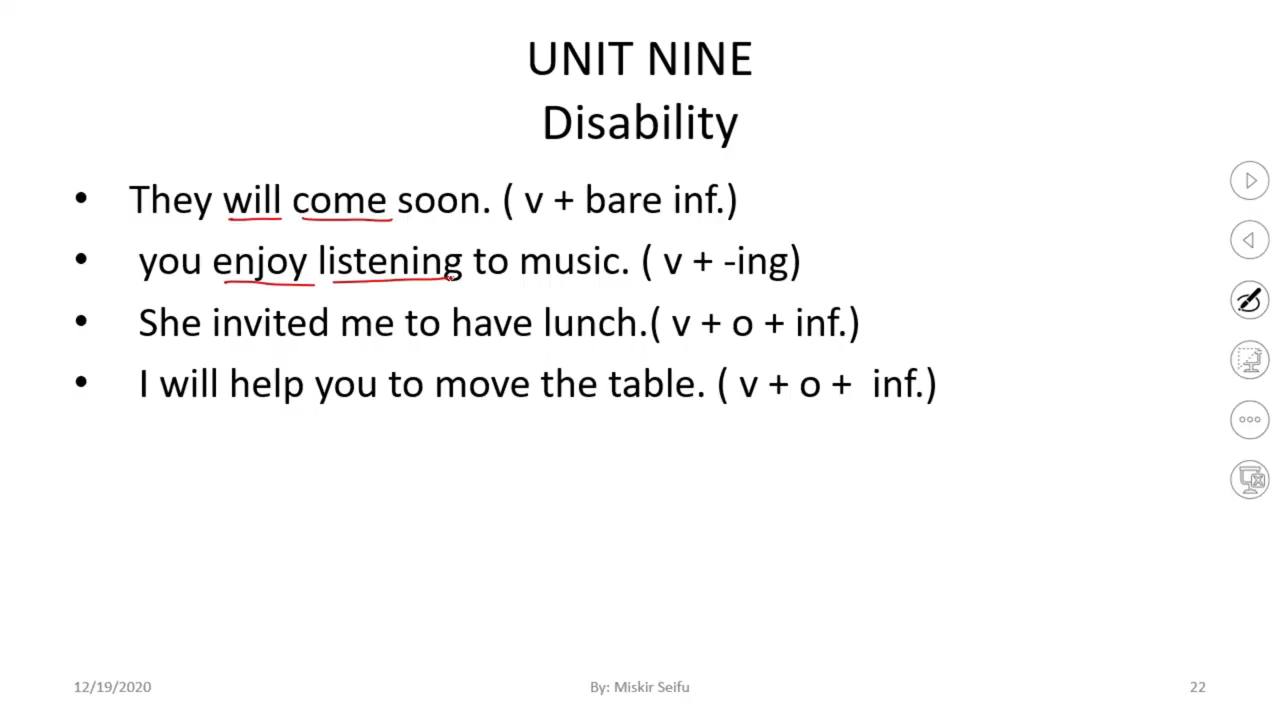 UNIT NINE
Disability
• They will come soon. ( v + bare inf.)
• you enjoy listening to music. ( v + -ing)
• She invited me to have lunch.( v + o + inf.)
• I will help you to move the table. ( v + o + inf.)
12/19/2020 By: Miskir Seifu 22